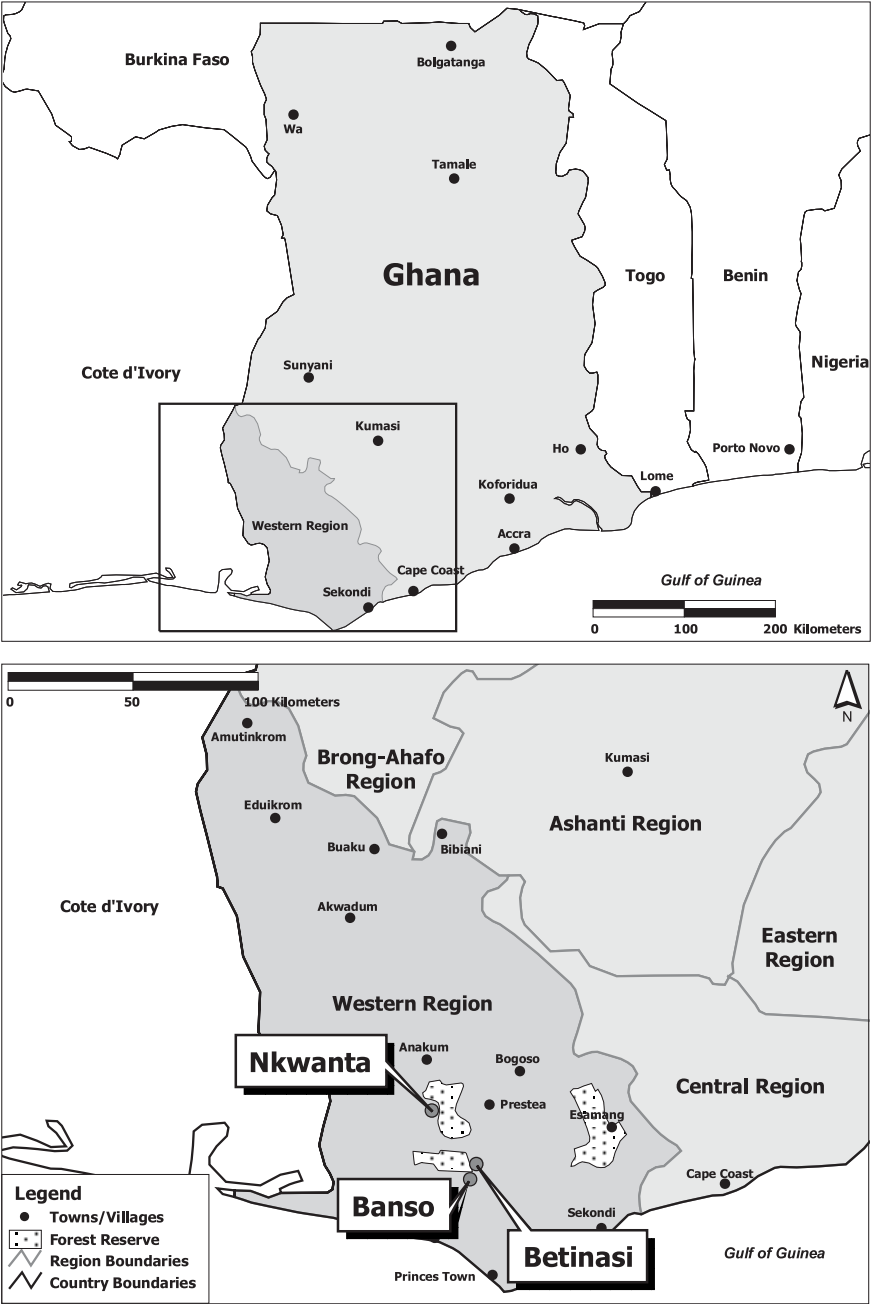 Burkina Faso
Bolgatanga
Wa
Tamale
Ghana
Togo
Benin
Cote d'Ivory
Sunyani
Nigeria
Kumasi
Ho
Porto Novo
Koforidua
Lome
Western Region
Accra
Cape Coast
Sekondi
Gulf of Guinea
0 100 200 Kilometers
0 50 100 Kilometers
N
Amutinkrom
Brong-Ahafo
Region
Kumasi
Eduikrom
Ashanti Region
Buaku
Bibiani
Cote d'Ivory
Akwadum
Eastern
Region
Western Region
Anakum
Nkwanta
Bogoso
Central Region
Prestea
Esamang
Cape Coast
Banso
Sekondi
Betinasi
Gulf of Guinea
Princes Town
Legend
Towns/Villages
Forest Reserve
Region Boundaries
Country Boundaries